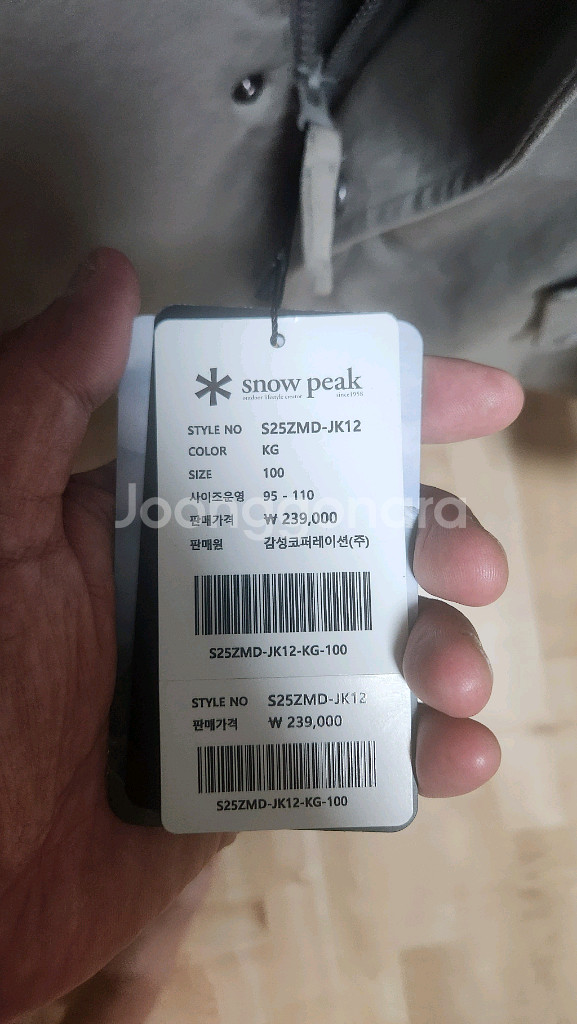 snow peak
outdoor lifestyle creator since1958
STYLE NO S25ZMD-JK12
COLOR KG
SIZE 100
사이즈운영 95 - 110
Joonggonara
판매가격 ₩ 239,000
판매원 감성코퍼레이션(주)
S25ZMD-JK12-KG-100
STYLE NO S25ZMD-JK12
판매가격 ₩ 239,000
S25ZMD-JK12-KG-100